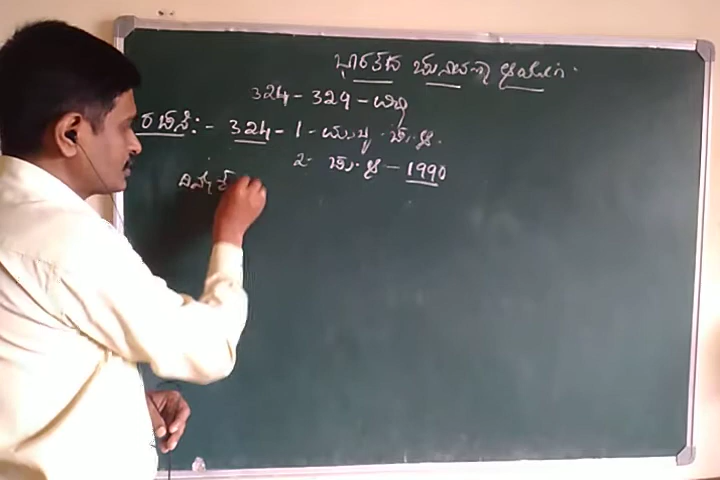 ಭಾರತದ ಚುನಾವಣಾ ಆಯೋಗ.
324 - 329 - ವಿಧಿ
ರಚನೆ: - 324 - 1 - ಮುಖ್ಯ ಚು. ಆ.
2 - ಚು. ಆ - 1990